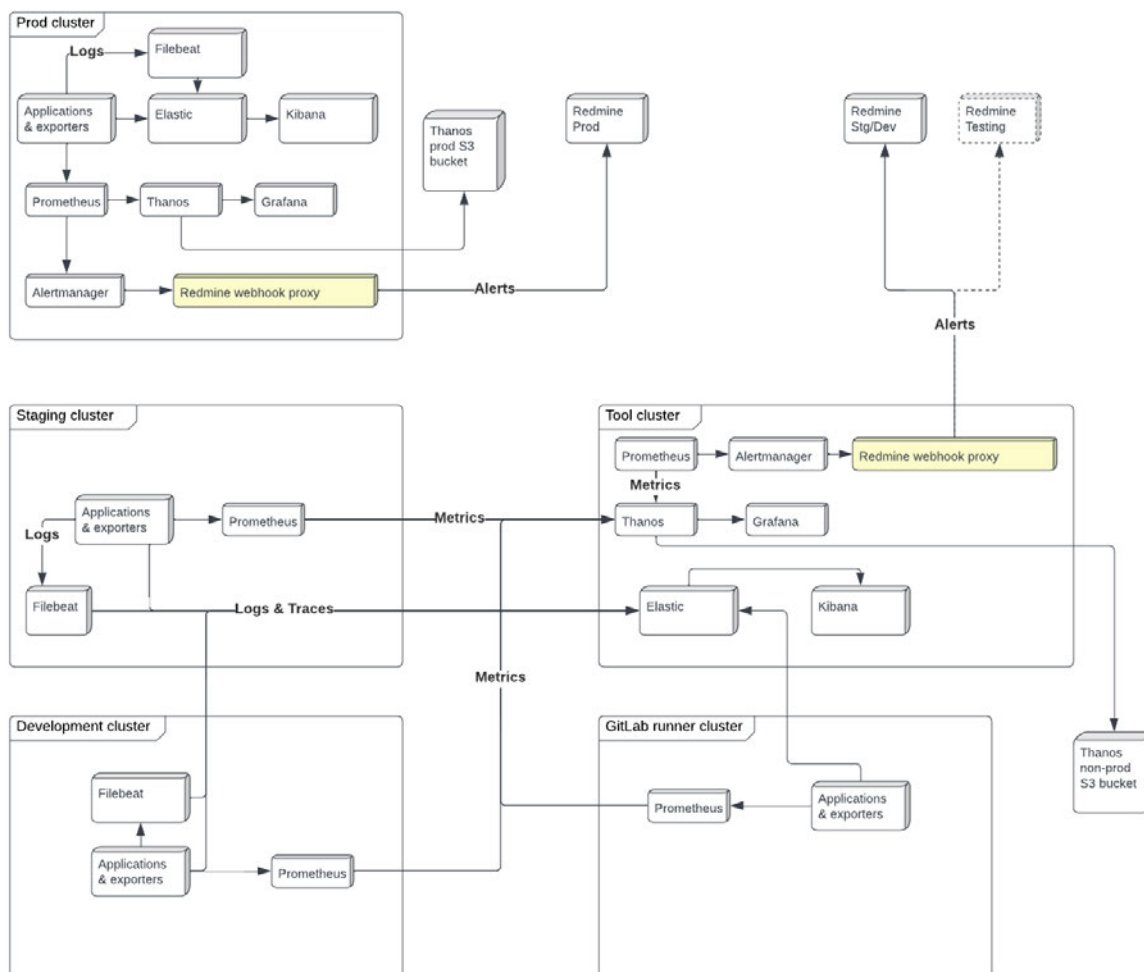 Prod cluster
Logs
Filebeat
Applications
& exporters
Elastic
Kibana
Thanos
prod S3
bucket
Redmine
Prod
Redmine
Stg/Dev
Redmine
Testing
Prometheus
Thanos
Grafana
Alertmanager
Redmine webhook proxy
Alerts
Alerts
Staging cluster
Applications
& exporters
Prometheus
Logs
Filebeat
Metrics
Logs & Traces
Tool cluster
Prometheus
Alertmanager
Redmine webhook proxy
Metrics
Thanos
Grafana
Elastic
Kibana
Metrics
Development cluster
Filebeat
Applications
& exporters
Prometheus
GitLab runner cluster
Prometheus
Applications
& exporters
Thanos
non-prod
S3 bucket